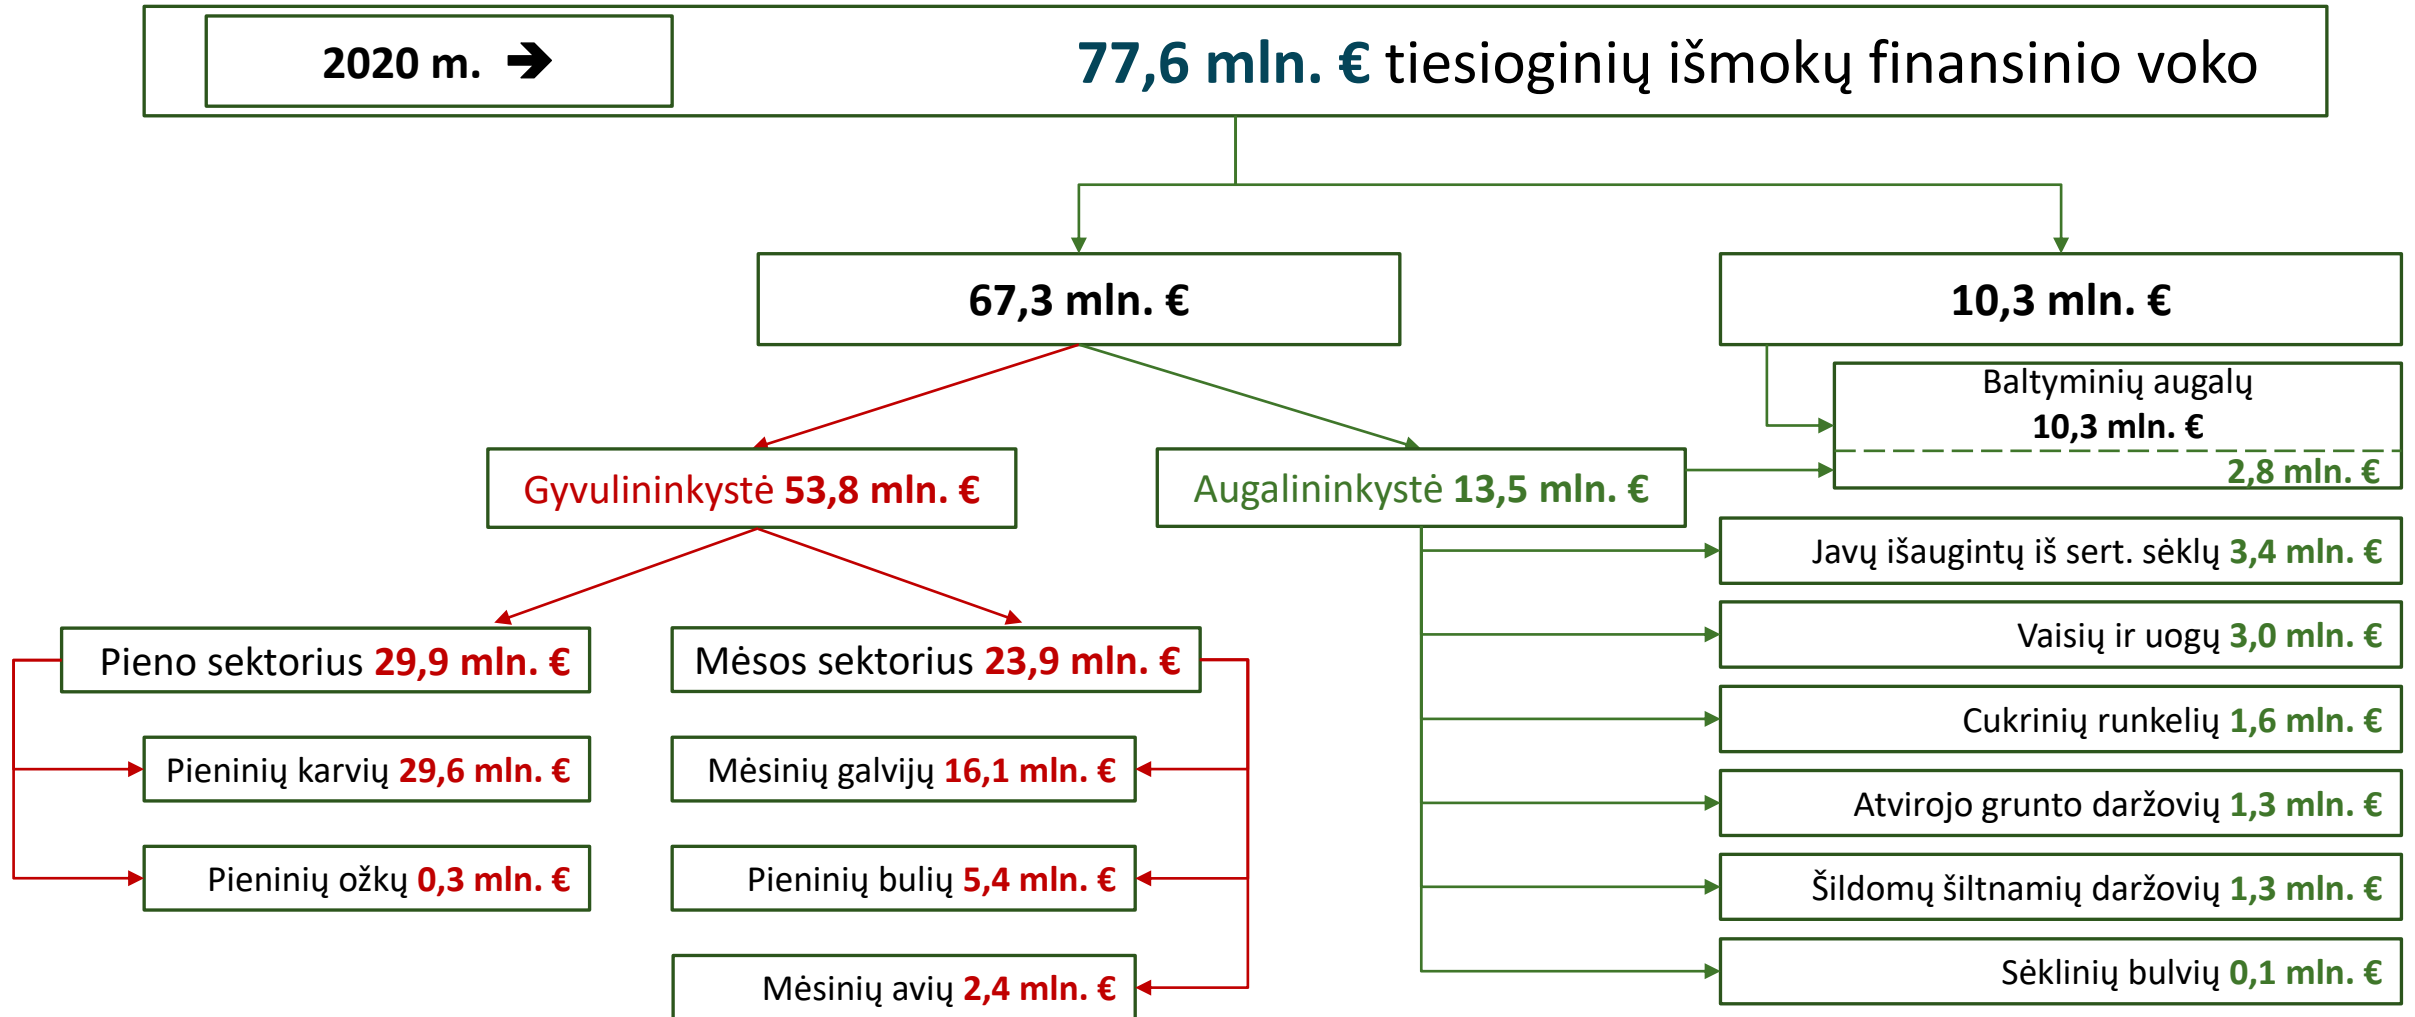 2020 m. ➔
77,6 mln. € tiesioginių išmokų finansinio voko
67,3 mln. €
10,3 mln. €
Baltyminių augalų
10,3 mln. €
2,8 mln. €
Gyvulininkystė 53,8 mln. €
Augalininkystė 13,5 mln. €
Javų išaugintų iš sert. sėklų 3,4 mln. €
Vaisių ir uogų 3,0 mln. €
Cukrinių runkelių 1,6 mln. €
Atvirojo grunto daržovių 1,3 mln. €
Šildomų šiltnamių daržovių 1,3 mln. €
Sėklinių bulvių 0,1 mln. €
Pieno sektorius 29,9 mln. €
Pieninių karvių 29,6 mln. €
Pieninių ožkų 0,3 mln. €
Mėsos sektorius 23,9 mln. €
Mėsinių galvijų 16,1 mln. €
Pieninių bulių 5,4 mln. €
Mėsinių avių 2,4 mln. €